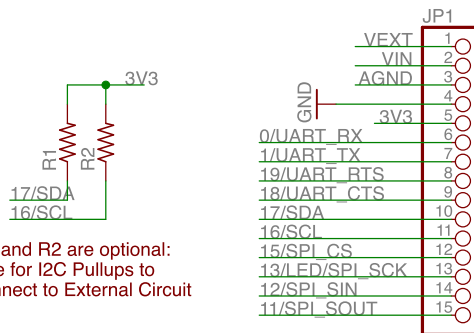 JP1
VEXT 1
VIN 2
AGND 3
GND 4
3V3 5
0/UART_RX 6
1/UART_TX 7
19/UART_RTS 8
18/UART_CTS 9
17/SDA 10
16/SCL 11
15/SPI_CS 12
13/LED/SPI_SCK 13
12/SPI_SIN 14
11/SPI_SOUT 15
3V3
R1
R2
17/SDA
16/SCL
and R2 are optional:
for I2C Pullups to
to External Circuit